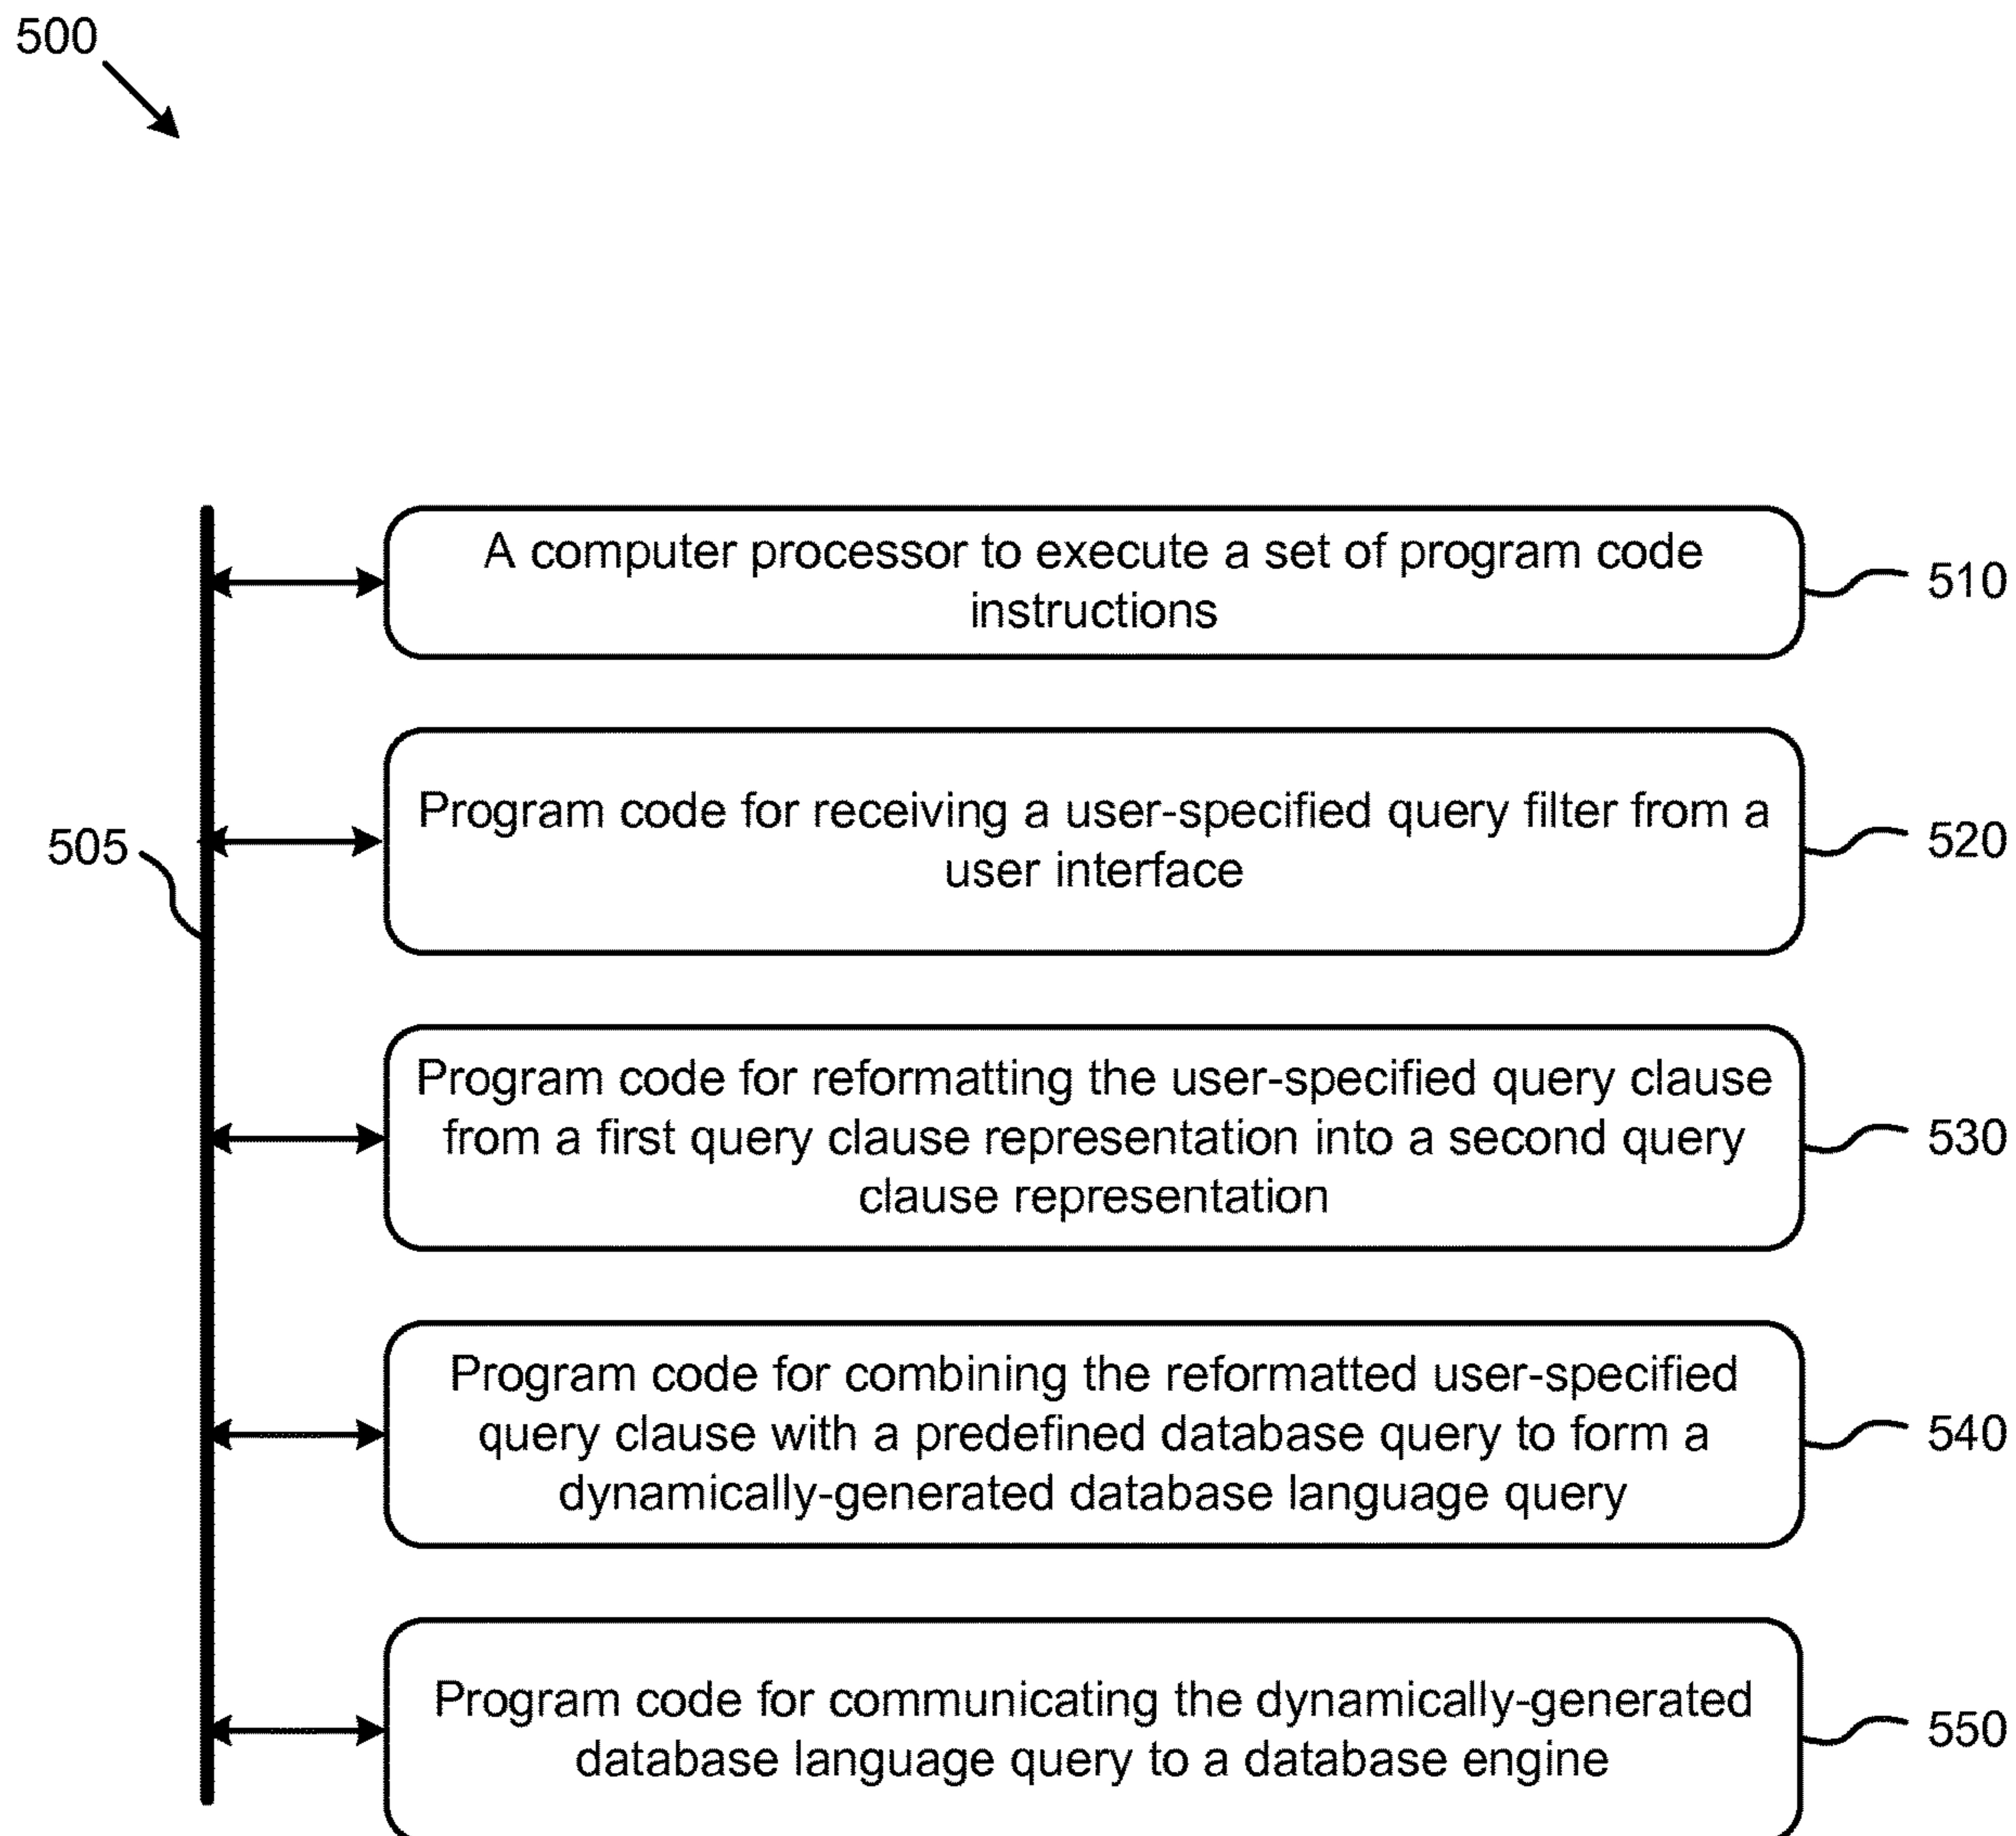 500
A computer processor to execute a set of program code
instructions
510
Program code for receiving a user-specified query filter from a
user interface
520
505
Program code for reformatting the user-specified query clause
from a first query clause representation into a second query
clause representation
530
Program code for combining the reformatted user-specified
query clause with a predefined database query to form a
dynamically-generated database language query
540
Program code for communicating the dynamically-generated
database language query to a database engine
550